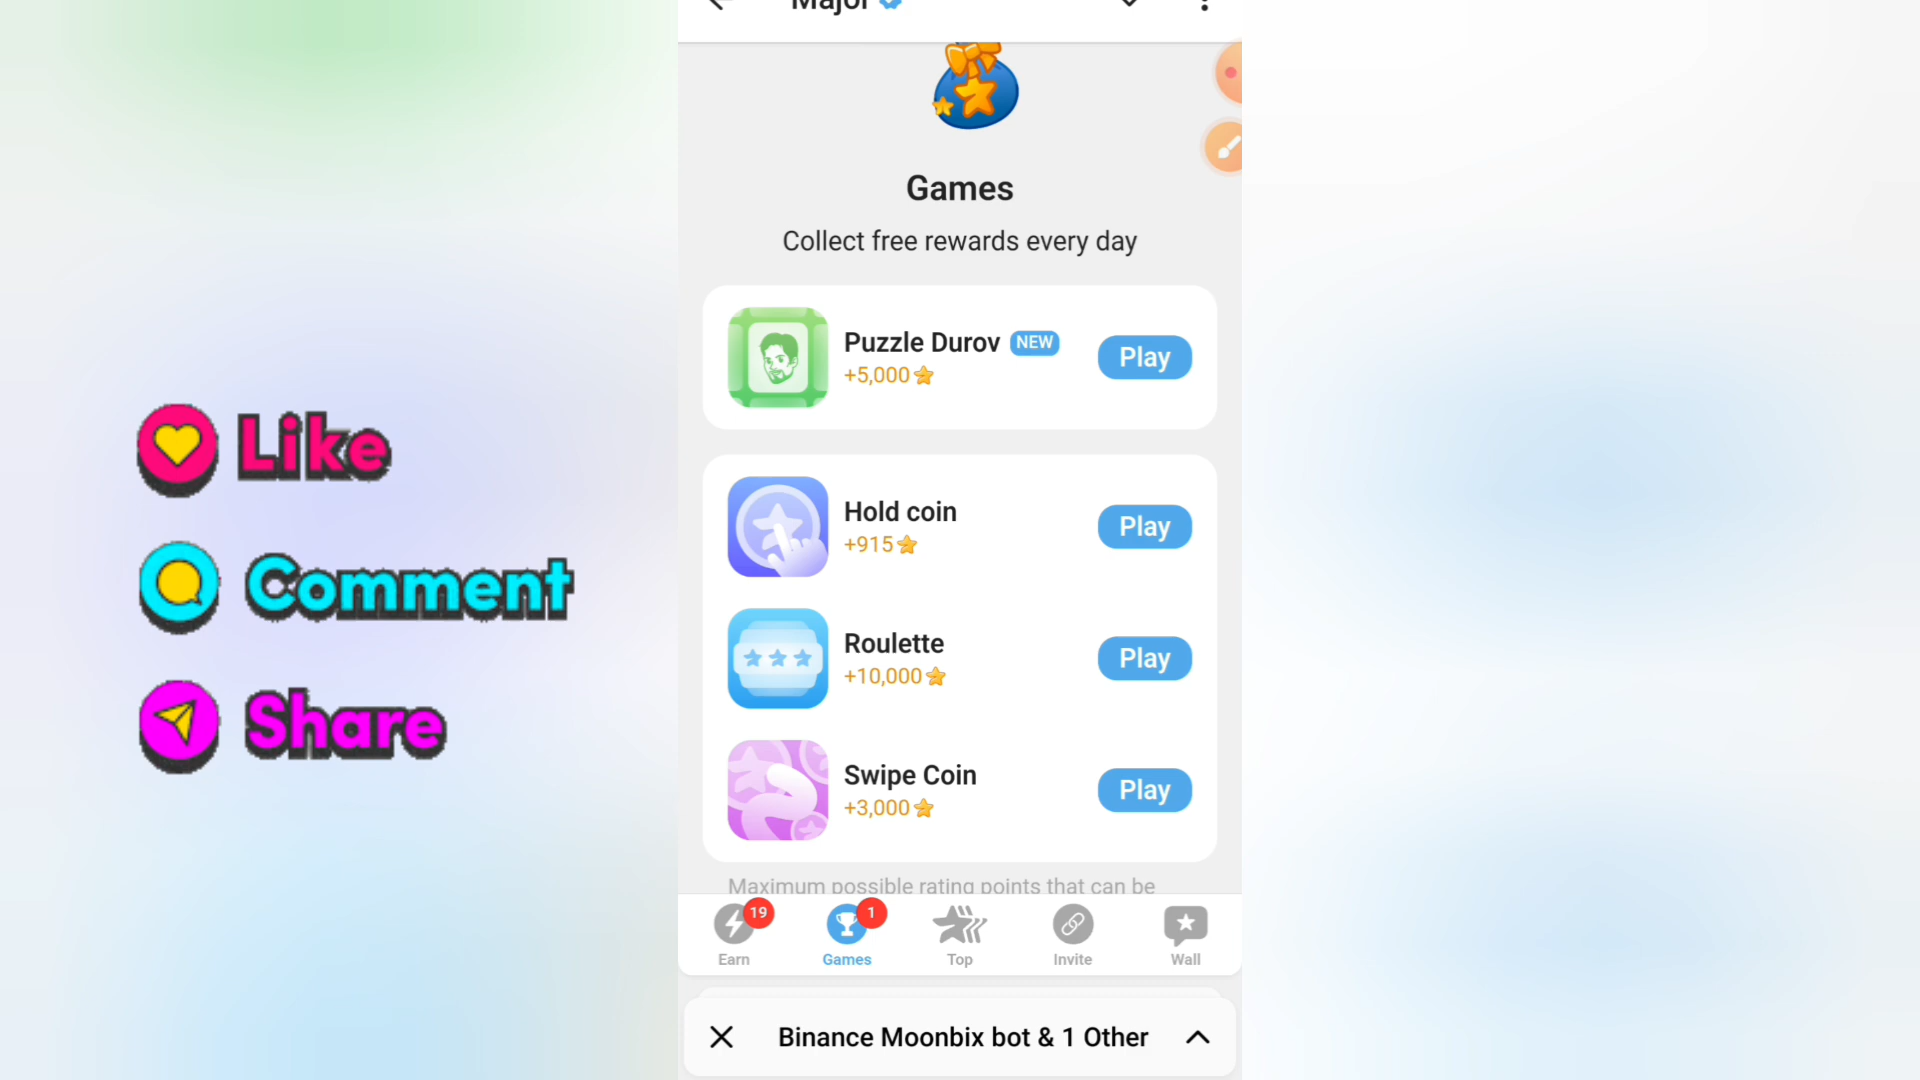 Major
Games
Collect free rewards every day
Puzzle Durov NEW
+5,000
Play
Hold coin
+915
Play
Roulette
+10,000
Play
Swipe Coin
+3,000
Play
Maximum possible rating points that can be
19
1
Earn
Games
Top
Invite
Wall
Binance Moonbix bot & 1 Other
Like
Comment
Share